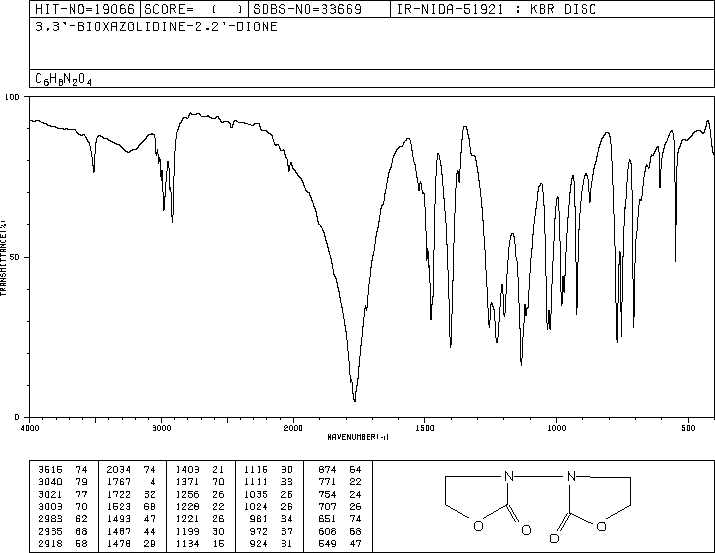 HIT-NO=19066 SCORE= ( ) SDBS-NO=33669 IR-NIDA-51921 : KBR DISC
3,3'-BIOXAZOLIDINE-2,2'-DIONE
C6H8N2O4
100
50
0
TRANSMITTANCE(%)
4000 3000 2000 1500 1000 500
WAVENUMBER(-1)
3515 74 2034 74 1403 21 1115 30 874 64
3040 79 1767 4 1371 70 1111 33 771 22
3021 77 1722 32 1256 26 1035 26 754 24
3003 70 1523 68 1228 22 1024 26 707 26
2983 62 1493 47 1221 26 981 34 651 74
2935 68 1487 44 1199 30 972 37 606 68
2918 58 1478 29 1134 15 924 31 549 47
N N
O O O O